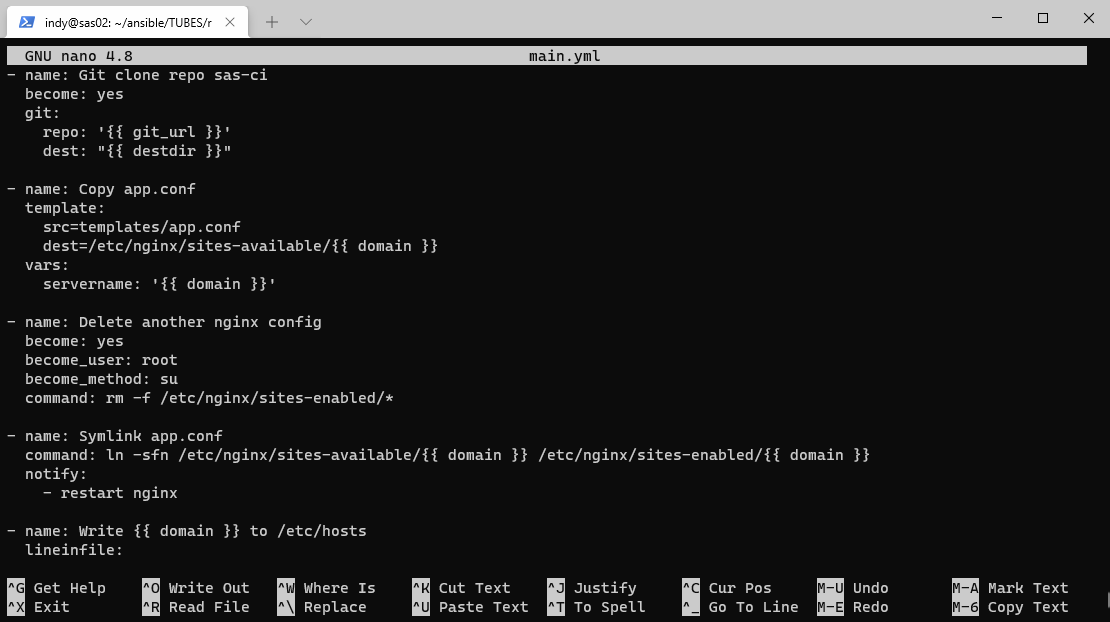 indy@sas02: ~/ansible/TUBES/r
GNU nano 4.8 main.yml
- name: Git clone repo sas-ci
  become: yes
  git:
    repo: '{{ git_url }}'
    dest: "{{ destdir }}"

- name: Copy app.conf
  template:
    src=templates/app.conf
    dest=/etc/nginx/sites-available/{{ domain }}
  vars:
    servername: '{{ domain }}'

- name: Delete another nginx config
  become: yes
  become_user: root
  become_method: su
  command: rm -f /etc/nginx/sites-enabled/*

- name: Symlink app.conf
  command: ln -sfn /etc/nginx/sites-available/{{ domain }} /etc/nginx/sites-enabled/{{ domain }}
  notify:
    - restart nginx

- name: Write {{ domain }} to /etc/hosts
  lineinfile:

^G Get Help ^O Write Out ^W Where Is ^K Cut Text ^J Justify ^C Cur Pos M-U Undo M-A Mark Text
^X Exit ^R Read File ^\ Replace ^U Paste Text ^T To Spell ^_ Go To Line M-E Redo M-6 Copy Text